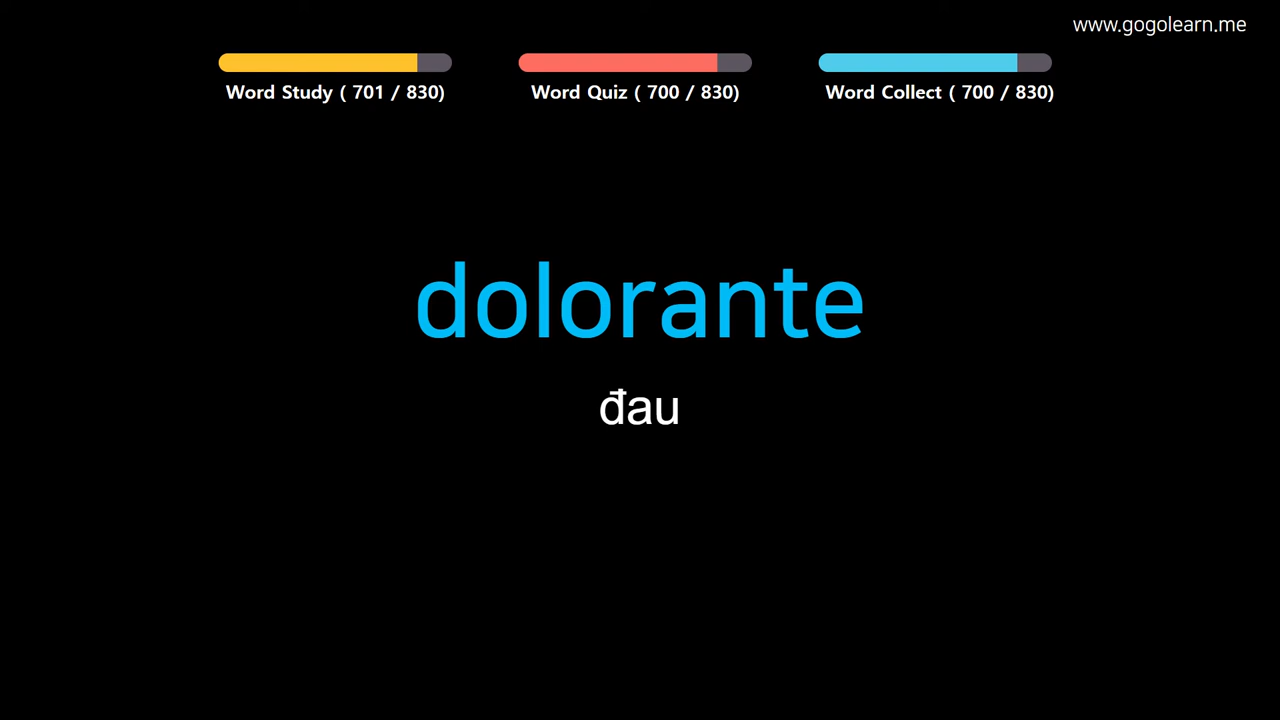 www.gogolearn.me
Word Study ( 701 / 830)
Word Quiz ( 700 / 830)
Word Collect ( 700 / 830)
dolorante
đau